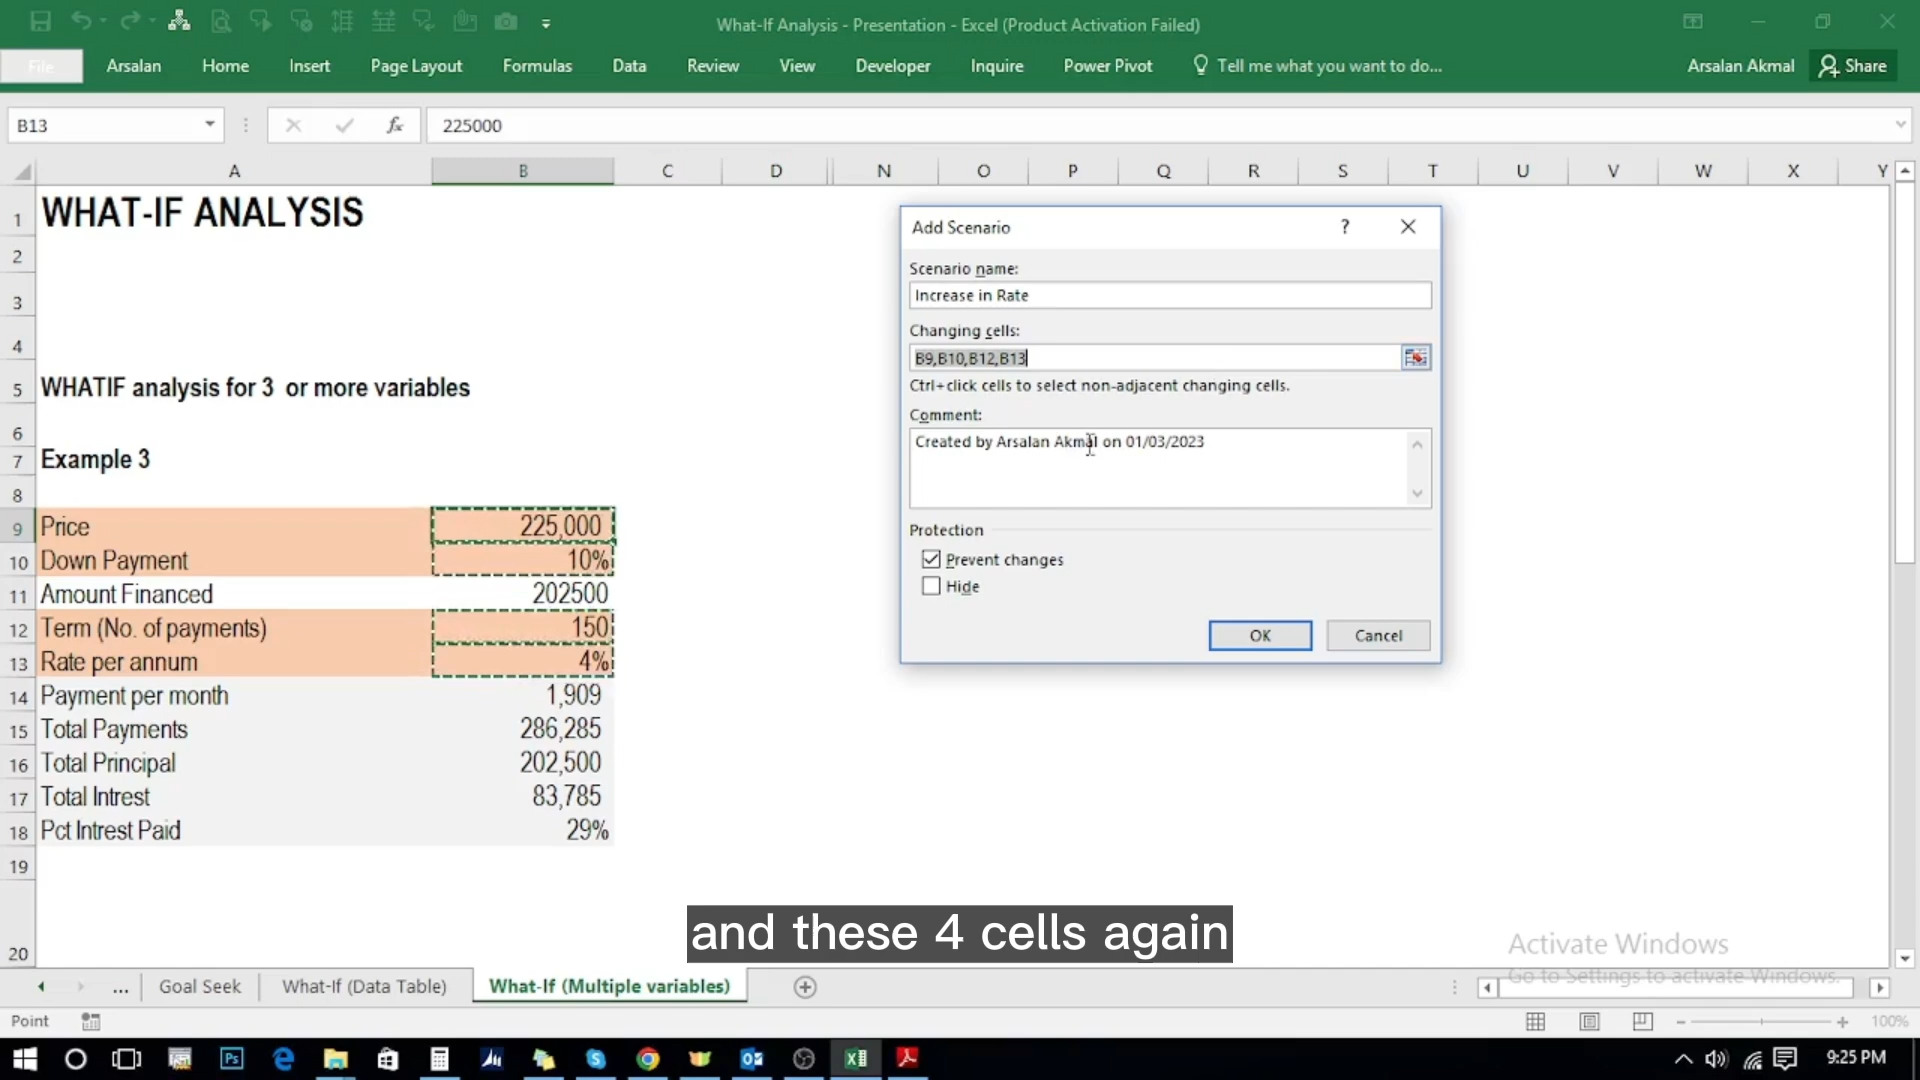 What-If Analysis - Presentation - Excel (Product Activation Failed)
File Arsalan Home Insert Page Layout Formulas Data Review View Developer Inquire Power Pivot Tell me what you want to do... Arsalan Akmal Share
B13 fx 225000
A B C D N O P Q R S T U V W X Y
1 WHAT-IF ANALYSIS
2
3
4
5 WHATIF analysis for 3 or more variables
6
7 Example 3
8
9 Price 225,000
10 Down Payment 10%
11 Amount Financed 202500
12 Term (No. of payments) 150
13 Rate per annum 4%
14 Payment per month 1,909
15 Total Payments 286,285
16 Total Principal 202,500
17 Total Intrest 83,785
18 Pct Intrest Paid 29%
19
20
Add Scenario ?
Scenario name:
Increase in Rate
Changing cells:
B9,B10,B12,B13
Ctrl+click cells to select non-adjacent changing cells.
Comment:
Created by Arsalan Akmal on 01/03/2023
Protection
Prevent changes
Hide
OK Cancel
and these 4 cells again
Activate Windows
Go to Settings to activate Windows.
... Goal Seek What-If (Data Table) What-If (Multiple variables)
Point 100%
Ps 9:25 PM